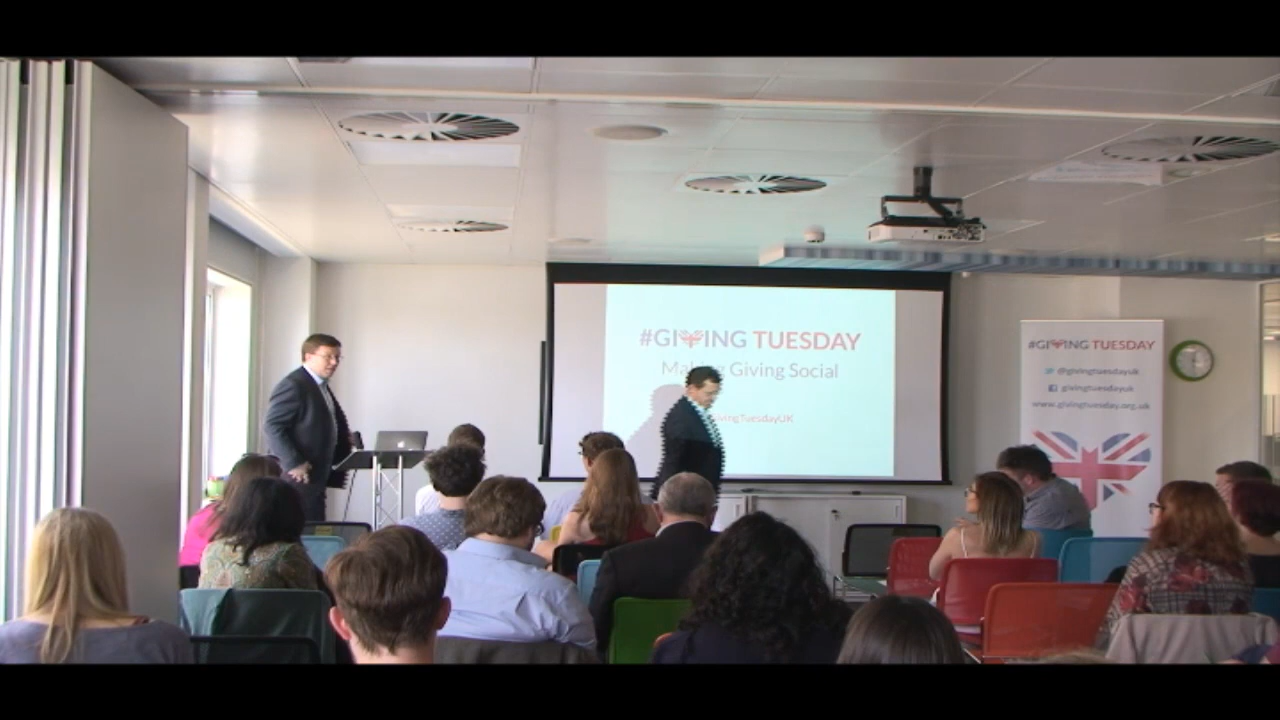 #GIVING TUESDAY
Making Giving Social
GivingTuesdayUK
#GIVING TUESDAY
@givingtuesdayuk
givingtuesdayuk
www.givingtuesday.org.uk